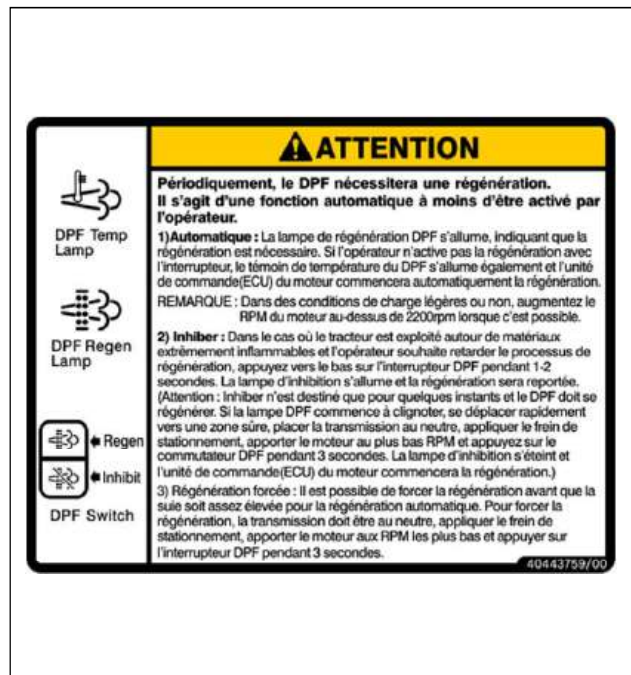 ATTENTION
DPF Temp
Lamp
DPF Regen
Lamp
Regen
Inhibit
DPF Switch
Périodiquement, le DPF nécessitera une régénération.
Il s'agit d'une fonction automatique à moins d'être activé par
l'opérateur.
1)Automatique : La lampe de régénération DPF s'allume, indiquant que la
régénération est nécessaire. Si l'opérateur n'active pas la régénération avec
l'interrupteur, le témoin de température du DPF s'allume également et l'unité
de commande(ECU) du moteur commencera automatiquement la régénération.
REMARQUE : Dans des conditions de charge légères ou non, augmentez le
RPM du moteur au-dessus de 2200rpm lorsque c'est possible.
2) Inhiber : Dans le cas où le tracteur est exploité autour de matériaux
extrêmement inflammables et l'opérateur souhaite retarder le processus de
régénération, appuyez vers le bas sur l'interrupteur DPF pendant 1-2
secondes. La lampe d'inhibition s'allume et la régénération sera reportée.
(Attention : Inhiber n'est destiné que pour quelques instants et le DPF doit se
régénérer. Si la lampe DPF commence à clignoter, se déplacer rapidement
vers une zone sûre, placer la transmission au neutre, appliquer le frein de
stationnement, apporter le moteur au plus bas RPM et appuyez sur le
commutateur DPF pendant 3 secondes. La lampe d'inhibition s'éteint et
l'unité de commande(ECU) du moteur commencera la régénération.)
3) Régénération forcée : Il est possible de forcer la régénération avant que la
suie soit assez élevée pour la régénération automatique. Pour forcer la
régénération, la transmission doit être au neutre, appliquer le frein de
stationnement, apporter le moteur aux RPM les plus bas et appuyer sur
l'interrupteur DPF pendant 3 secondes.
40443759/00